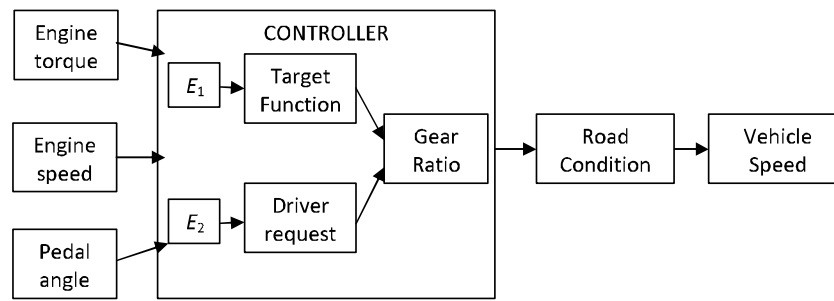 Engine
torque
Engine
speed
Pedal
angle
CONTROLLER
E1
Target
Function
E2
Driver
request
Gear
Ratio
Road
Condition
Vehicle
Speed